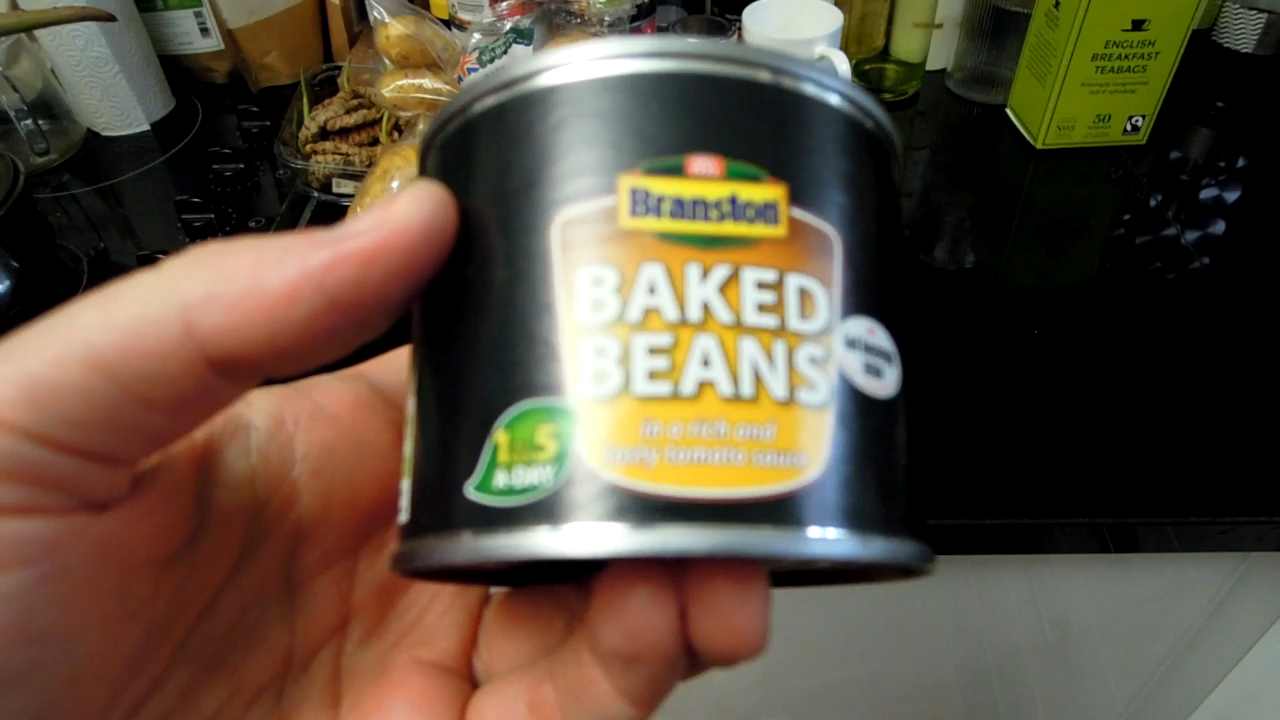 Branston
BAKED
BEANS
in a rich and
tasty tomato sauce
1 of 5
A-DAY
ENGLISH
BREAKFAST
TEABAGS
50